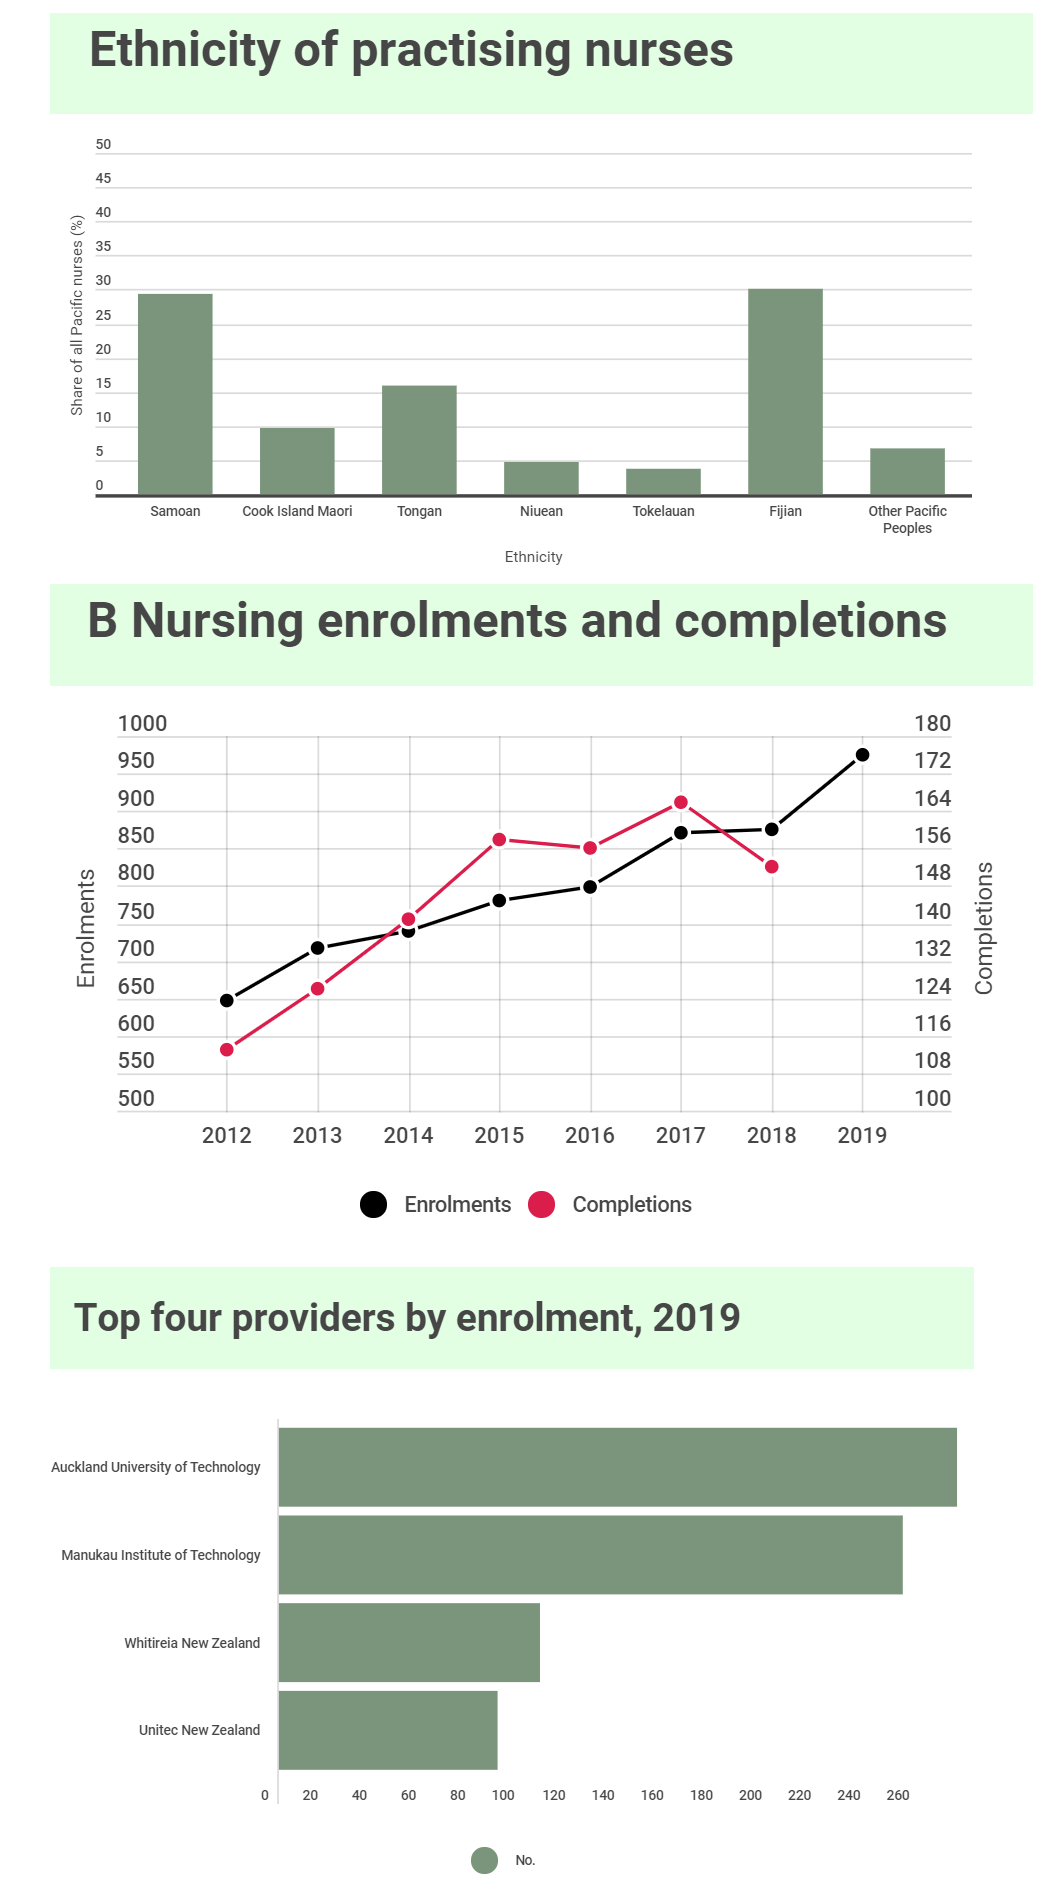 Ethnicity of practising nurses
50
45
40
35
30
25
20
15
10
5
0
Share of all Pacific nurses (%)
Samoan
Cook Island Maori
Tongan
Niuean
Tokelauan
Fijian
Other Pacific
Peoples
Ethnicity
B Nursing enrolments and completions
1000
950
900
850
800
750
700
650
600
550
500
Enrolments
180
172
164
156
148
140
132
124
116
108
100
Completions
2012 2013 2014 2015 2016 2017 2018 2019
Enrolments
Completions
Top four providers by enrolment, 2019
Auckland University of Technology
Manukau Institute of Technology
Whitireia New Zealand
Unitec New Zealand
0 20 40 60 80 100 120 140 160 180 200 220 240 260
No.